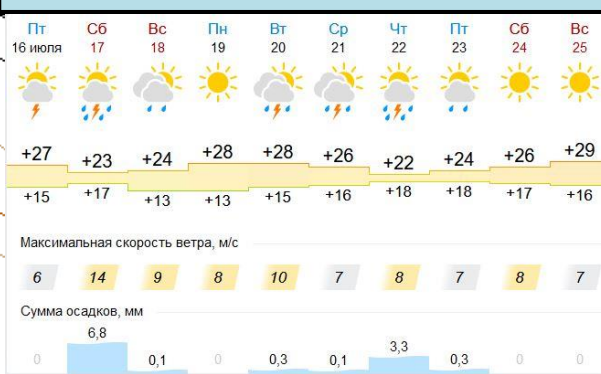 Пт Сб Вс Пн Вт Ср Чт Пт Сб Вс
16 июля 17 18 19 20 21 22 23 24 25
+27 +23 +24 +28 +28 +26 +22 +24 +26 +29
+15 +17 +13 +13 +15 +16 +18 +18 +17 +16
Максимальная скорость ветра, м/с
6 14 9 8 10 7 8 7 8 7
Сумма осадков, мм
0 6,8 0,1 0 0,3 0,1 3,3 0,3 0 0